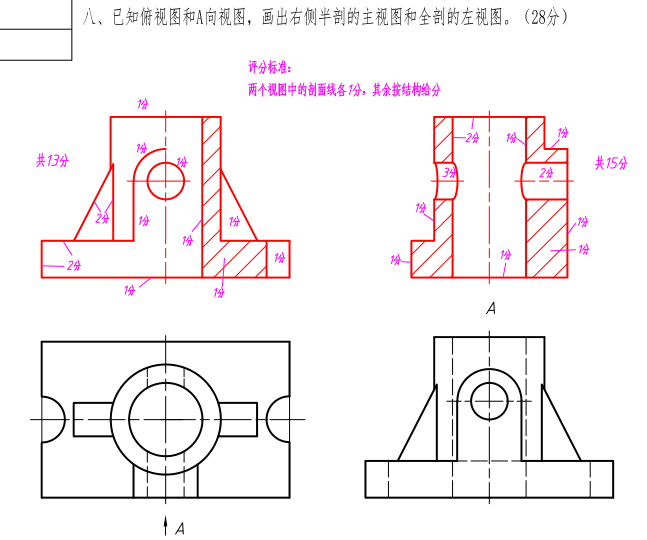 八、已知俯视图和A向视图，画出右侧半剖的主视图和全剖的左视图。（28分）
评分标准：
两个视图中的剖面线各1分，其余按结构给分
1分
共13分
1分
1分
2分
1分
1分
1分
2分
1分
1分
1分
2分
1分
1分
共15分
3分
2分
1分
1分
1分
1分
1分
A
A